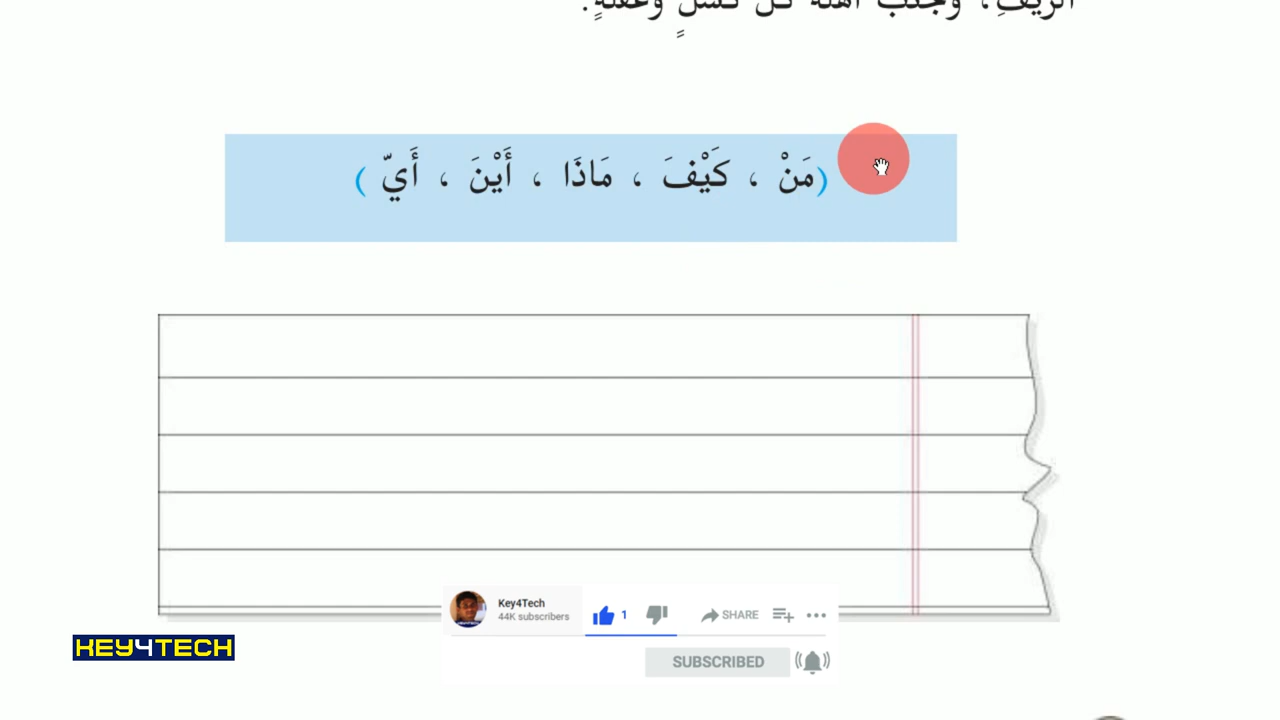 (مَنْ ، كَيْفَ ، مَاذَا ، أَيْنَ ، أَيّ )
Key4Tech
44K subscribers
1
SHARE
SUBSCRIBED
KEY4TECH